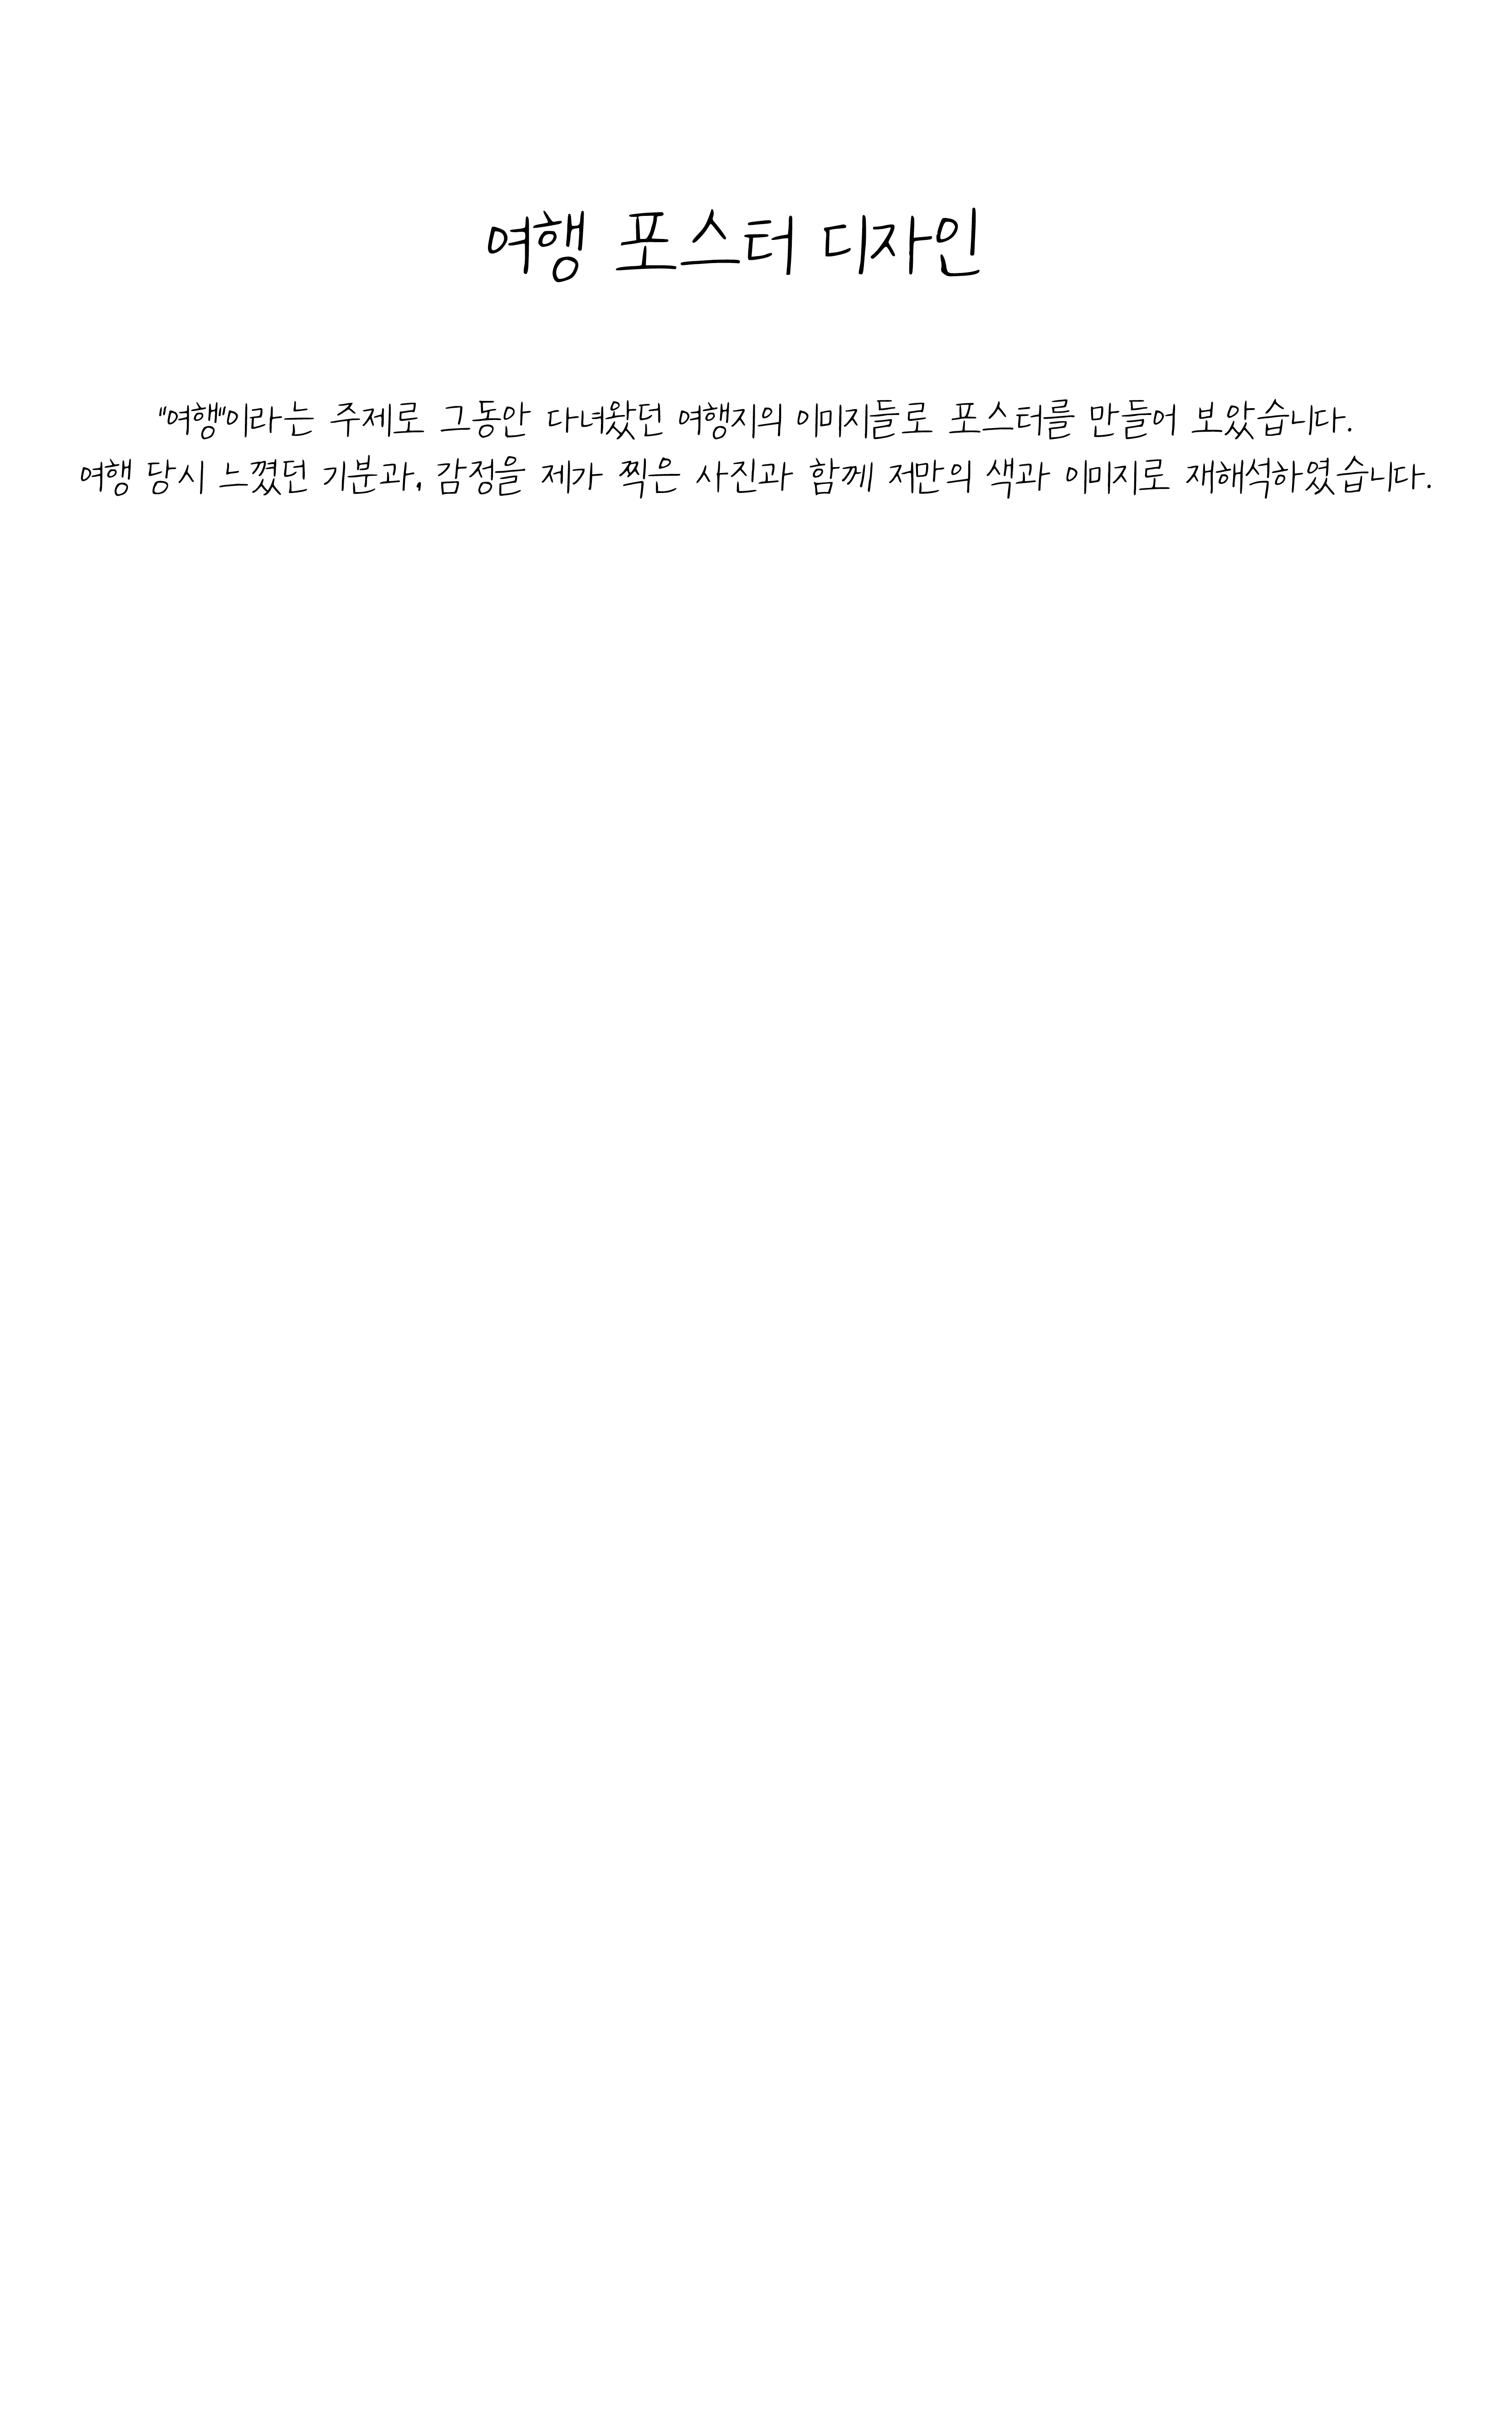 여행 포스터 디자인
"여행"이라는 주제로 그동안 다녀왔던 여행지의 이미지들로 포스터를 만들어 보았습니다.
여행 당시 느꼈던 기분과, 감정을 제가 찍은 사진과 함께 저만의 색과 이미지로 재해석하였습니다.